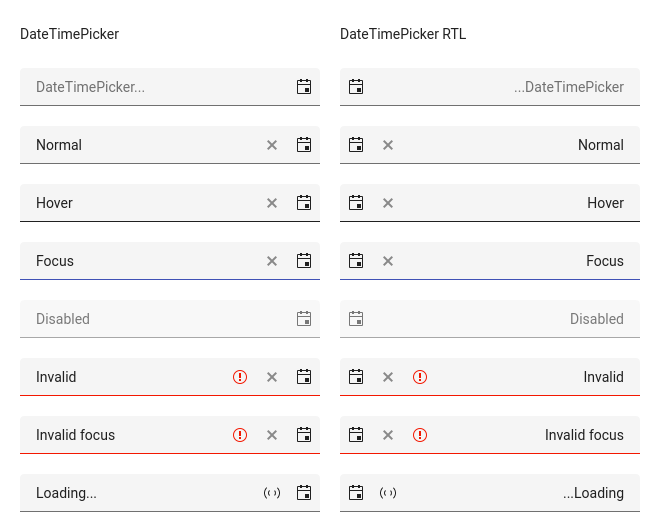 DateTimePicker
DateTimePicker RTL
DateTimePicker...
...DateTimePicker
Normal
Normal
Hover
Hover
Focus
Focus
Disabled
Disabled
Invalid
Invalid
Invalid focus
Invalid focus
Loading...
...Loading